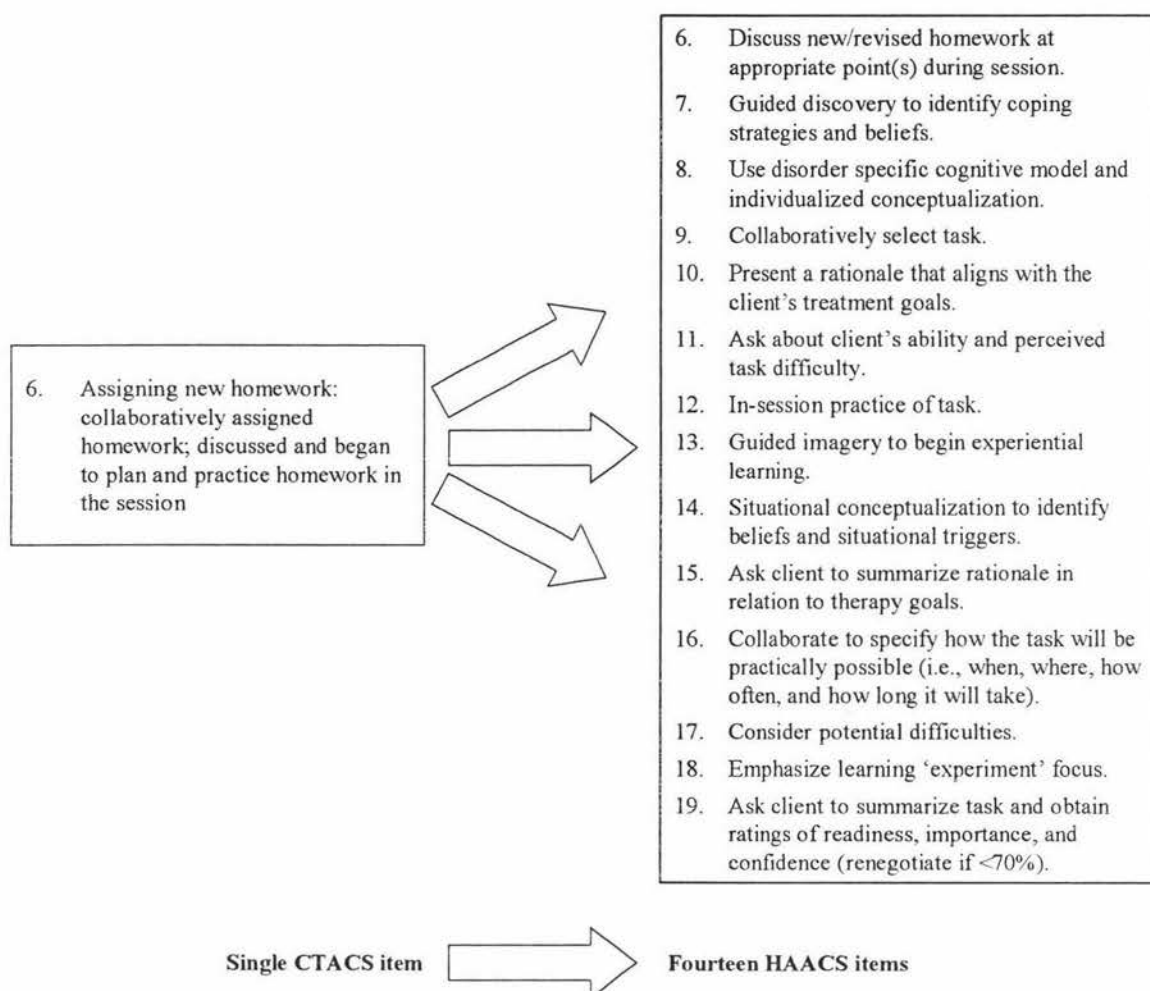 6. Assigning new homework:
collaboratively assigned
homework; discussed and began
to plan and practice homework in
the session
6. Discuss new/revised homework at
appropriate point(s) during session.
7. Guided discovery to identify coping
strategies and beliefs.
8. Use disorder specific cognitive model and
individualized conceptualization.
9. Collaboratively select task.
10. Present a rationale that aligns with the
client's treatment goals.
11. Ask about client's ability and perceived
task difficulty.
12. In-session practice of task.
13. Guided imagery to begin experiential
learning.
14. Situational conceptualization to identify
beliefs and situational triggers.
15. Ask client to summarize rationale in
relation to therapy goals.
16. Collaborate to specify how the task will be
practically possible (i.e., when, where, how
often, and how long it will take).
17. Consider potential difficulties.
18. Emphasize learning ‘experiment’ focus.
19. Ask client to summarize task and obtain
ratings of readiness, importance, and
confidence (renegotiate if <70%).
Single CTACS item
Fourteen HAACS items